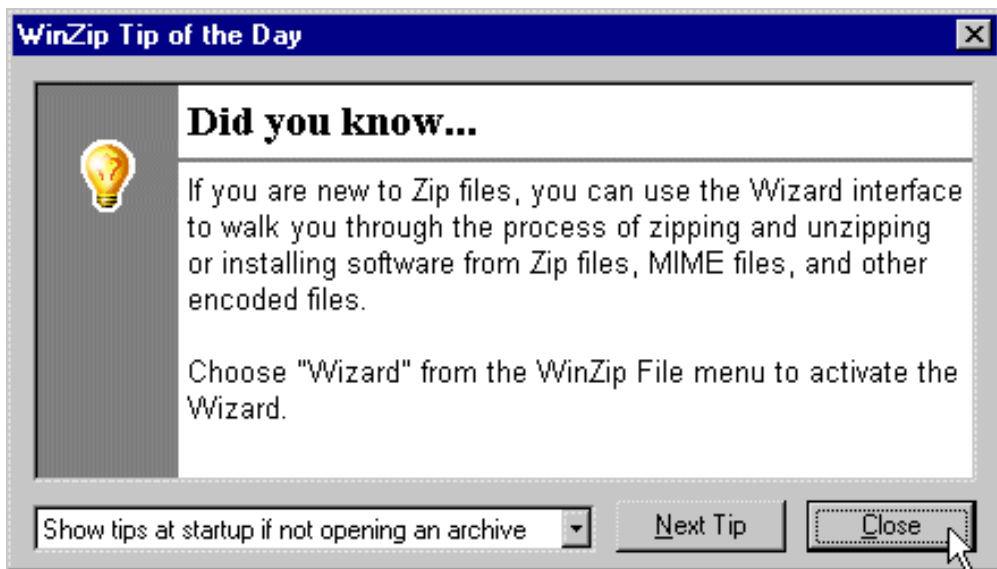 WinZip Tip of the Day
Did you know...
If you are new to Zip files, you can use the Wizard interface
to walk you through the process of zipping and unzipping
or installing software from Zip files, MIME files, and other
encoded files.
Choose "Wizard" from the WinZip File menu to activate the
Wizard.
Show tips at startup if not opening an archive
Next Tip
Close